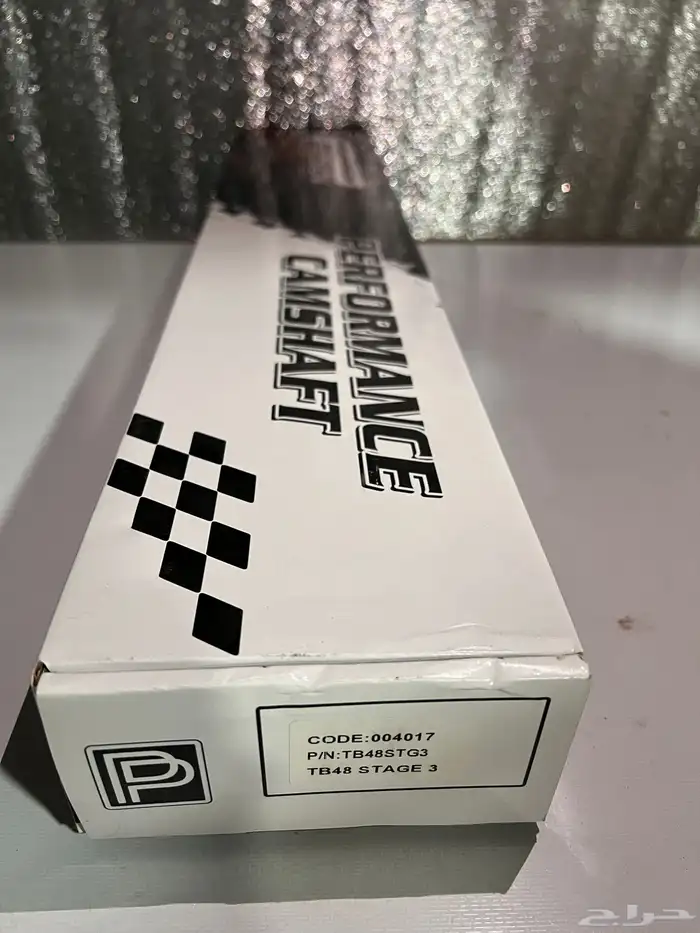 PERFORMANCE
CAMSHAFT
CODE:004017
P/N:TB48STG3
TB48 STAGE 3
حراج